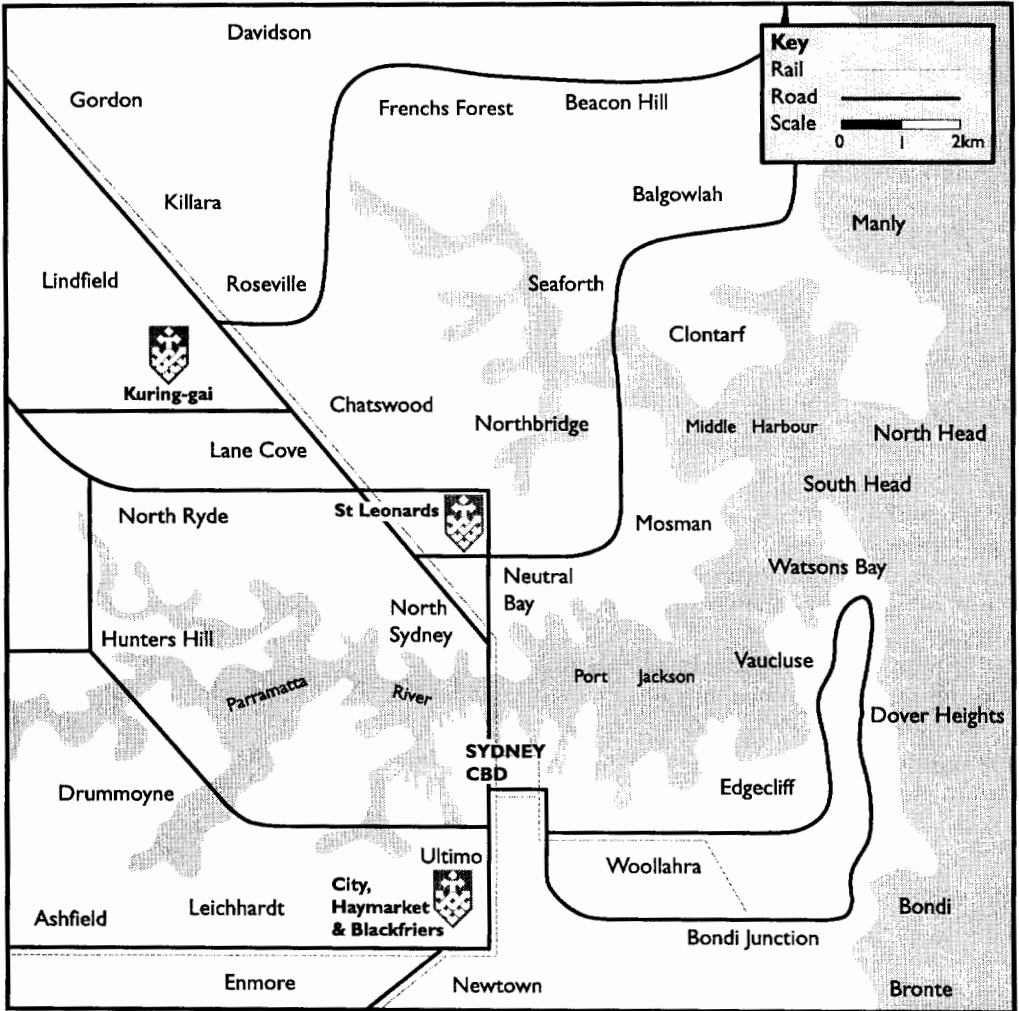 Davidson
Key
Rail
Road
Scale
0 1 2km
Gordon
Frenchs Forest
Beacon Hill
Killara
Balgowlah
Manly
Lindfield
Roseville
Seaforth
Clontarf
Kuring-gai
Chatswood
Northbridge
Middle Harbour
North Head
Lane Cove
South Head
North Ryde
St Leonards
Mosman
Watsons Bay
Neutral
Bay
North
Sydney
Hunters Hill
Vaucluse
Port Jackson
Parramatta
River
Dover Heights
SYDNEY
CBD
Drummoyne
Edgecliff
Ultimo
Woollahra
City,
Haymarket
& Blackfriers
Ashfield
Leichhardt
Bondi
Bondi Junction
Enmore
Newtown
Bronte